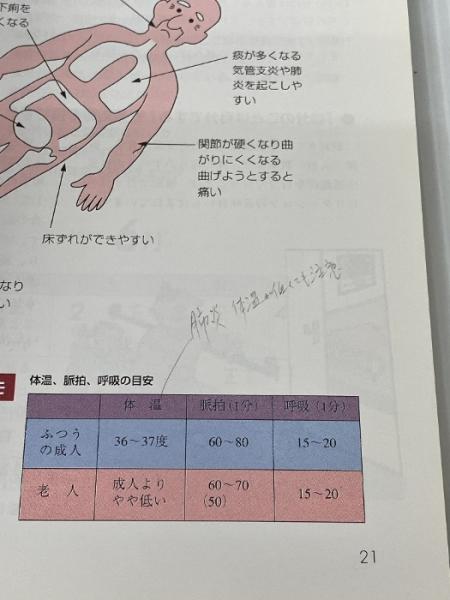 下痢を
くなる
痰が多くなる
気管支炎や肺
炎を起こしや
すい
関節が硬くなり曲
がりにくくなる
曲げようとすると
痛い
床ずれができやすい
なり
い
肺炎 体温が低くても注意
体温、脈拍、呼吸の目安
体 温 脈拍(1分) 呼吸(1分)
ふつう
の成人 36〜37度 60〜80 15〜20
老 人 成人より
やや低い 60〜70
(50) 15〜20
21